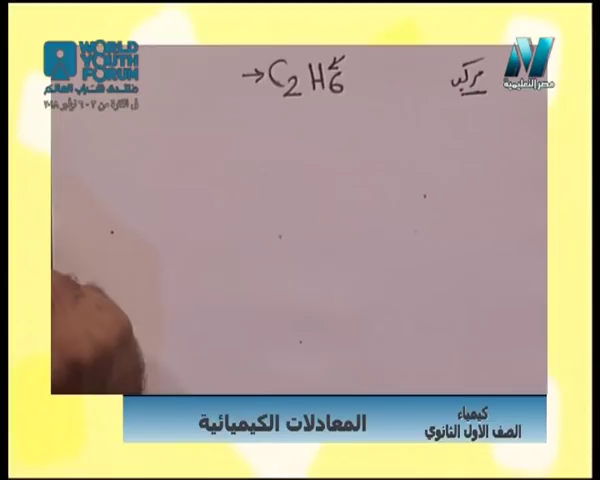 WORLD
YOUTH
FORUM
منتدى شباب العالم
مصر التعليمية
→ C2H6
مركب
كيمياء
الصف الأول الثانوي
المعادلات الكيميائية